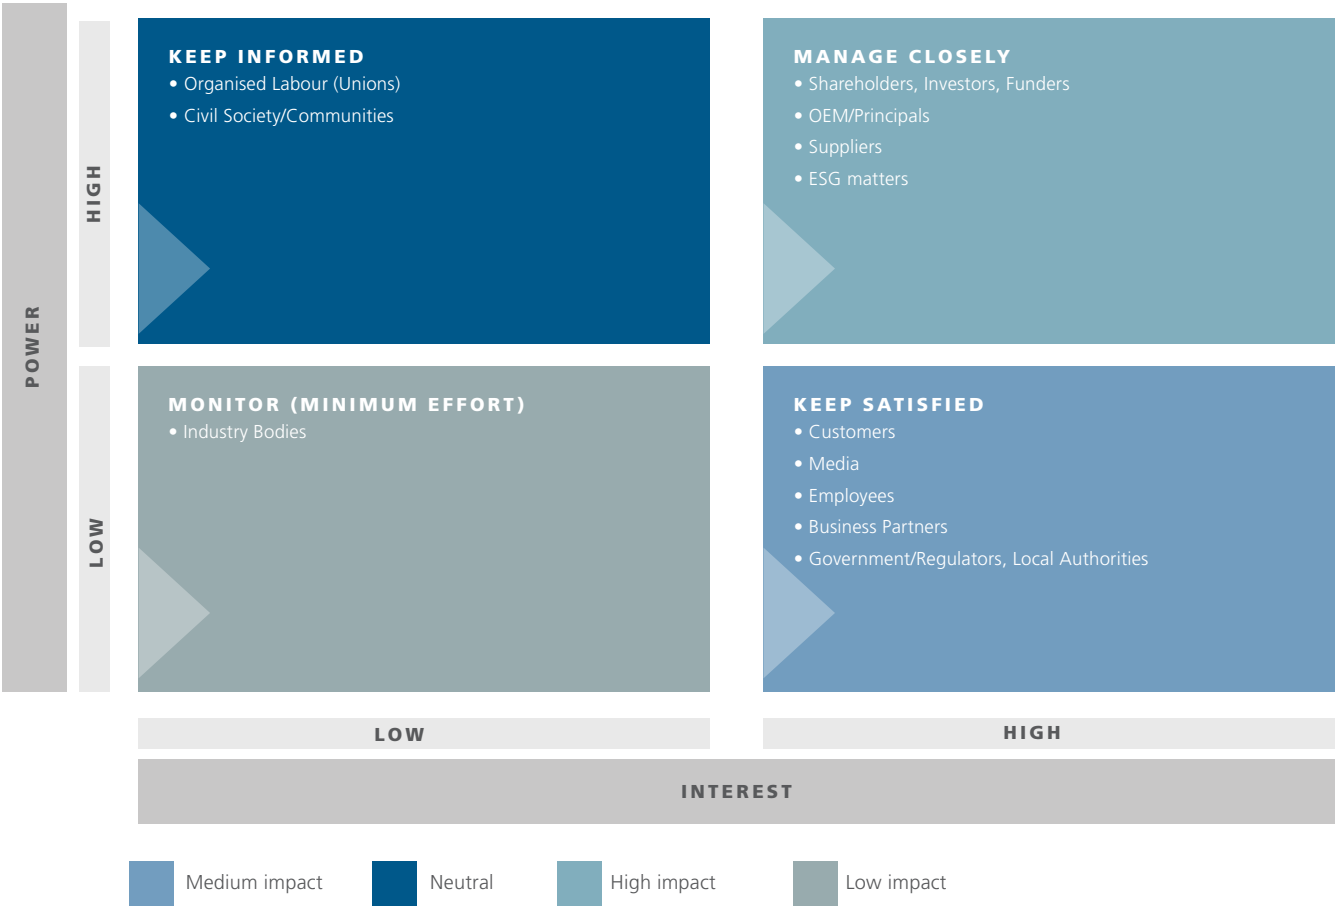 POWER
HIGH
KEEP INFORMED
• Organised Labour (Unions)
• Civil Society/Communities
MANAGE CLOSELY
• Shareholders, Investors, Funders
• OEM/Principals
• Suppliers
• ESG matters
LOW
MONITOR (MINIMUM EFFORT)
• Industry Bodies
KEEP SATISFIED
• Customers
• Media
• Employees
• Business Partners
• Government/Regulators, Local Authorities
LOW
HIGH
INTEREST
Medium impact
Neutral
High impact
Low impact